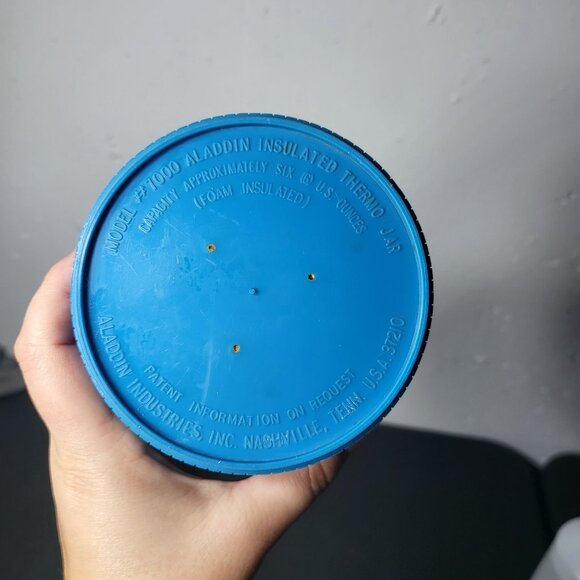 MODEL #7000 ALADDIN INSULATED THERMO JAR
CAPACITY APPROXIMATELY SIX (6) U.S. OUNCES
(FOAM INSULATED)
PATENT INFORMATION ON REQUEST
ALADDIN INDUSTRIES, INC. NASHVILLE, TENN. U.S.A. 37210